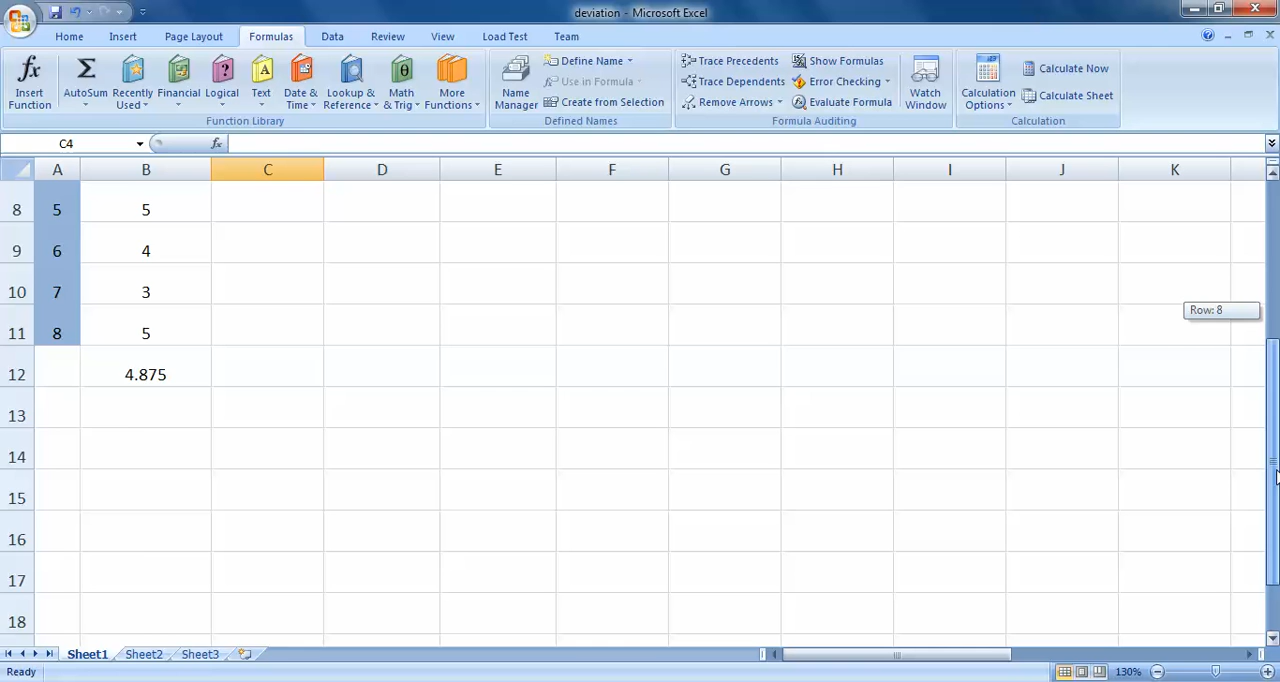 deviation - Microsoft Excel
Home Insert Page Layout Formulas Data Review View Load Test Team
fx Insert Function
Σ AutoSum
Recently Used
Financial
Logical
A Text
Date & Time
Lookup & Reference
θ Math & Trig
More Functions
Function Library
Name Manager
Define Name
Use in Formula
Create from Selection
Defined Names
Trace Precedents
Trace Dependents
Remove Arrows
Show Formulas
Error Checking
Evaluate Formula
Formula Auditing
Watch Window
Calculation Options
Calculate Now
Calculate Sheet
Calculation
C4 fx
A B C D E F G H I J K
8 5 5
9 6 4
10 7 3
Row: 8
11 8 5
12 4.875
13
14
15
16
17
18
Sheet1 Sheet2 Sheet3
Ready 130%